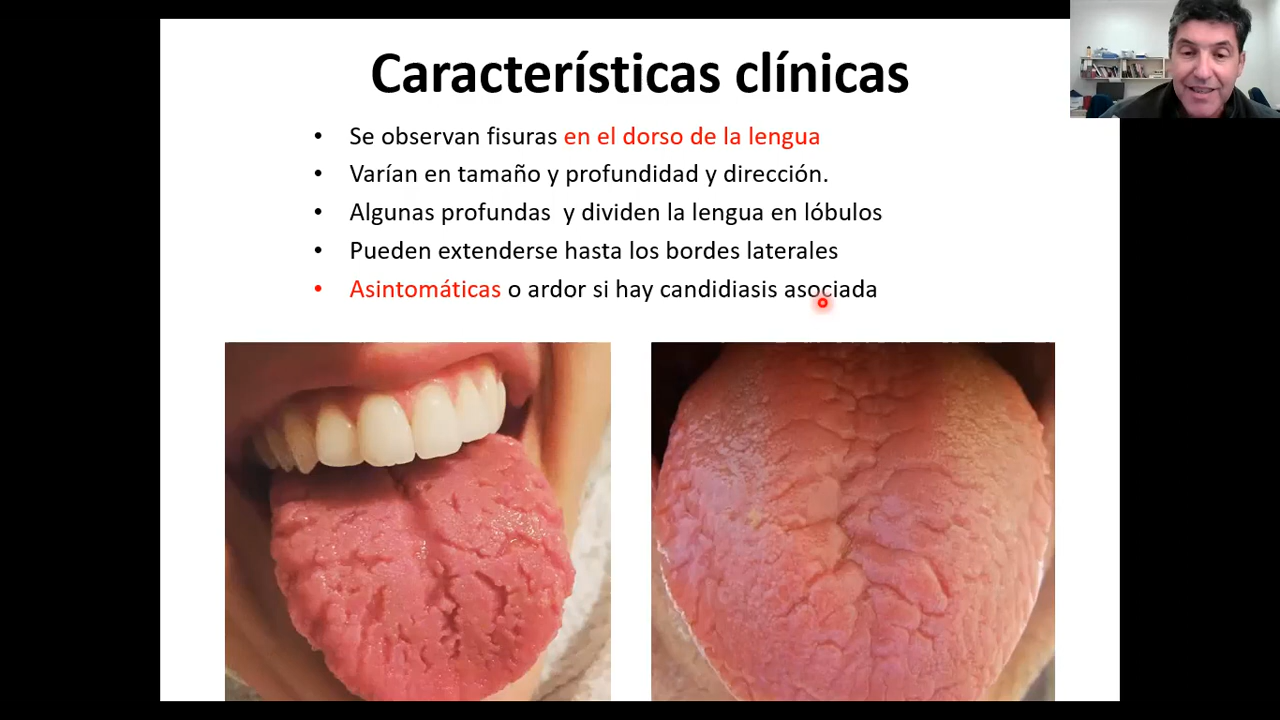 Características clínicas
• Se observan fisuras en el dorso de la lengua
• Varían en tamaño y profundidad y dirección.
• Algunas profundas  y dividen la lengua en lóbulos
• Pueden extenderse hasta los bordes laterales
• Asintomáticas o ardor si hay candidiasis asociada